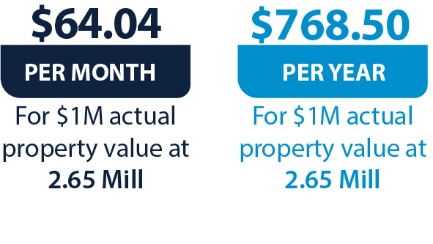 $64.04
PER MONTH
For $1M actual
property value at
2.65 Mill
$768.50
PER YEAR
For $1M actual
property value at
2.65 Mill